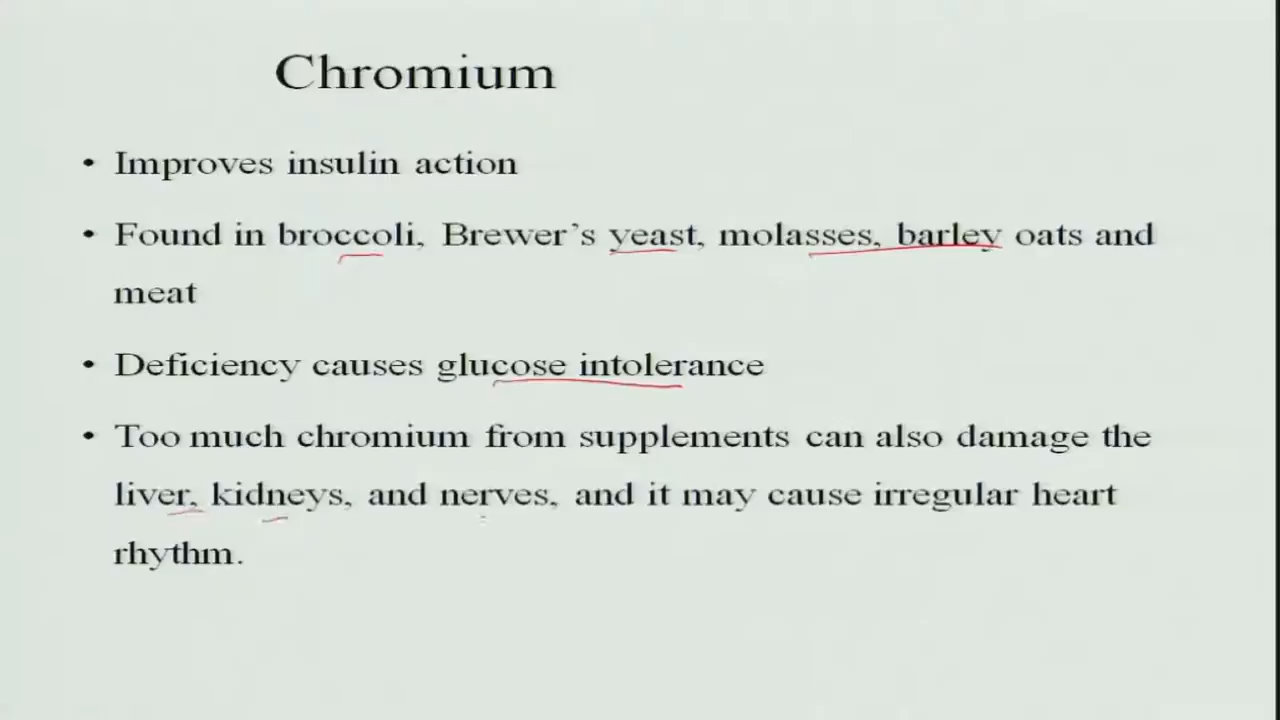 Chromium
• Improves insulin action
• Found in broccoli, Brewer’s yeast, molasses, barley oats and
meat
• Deficiency causes glucose intolerance
• Too much chromium from supplements can also damage the
liver, kidneys, and nerves, and it may cause irregular heart
rhythm.